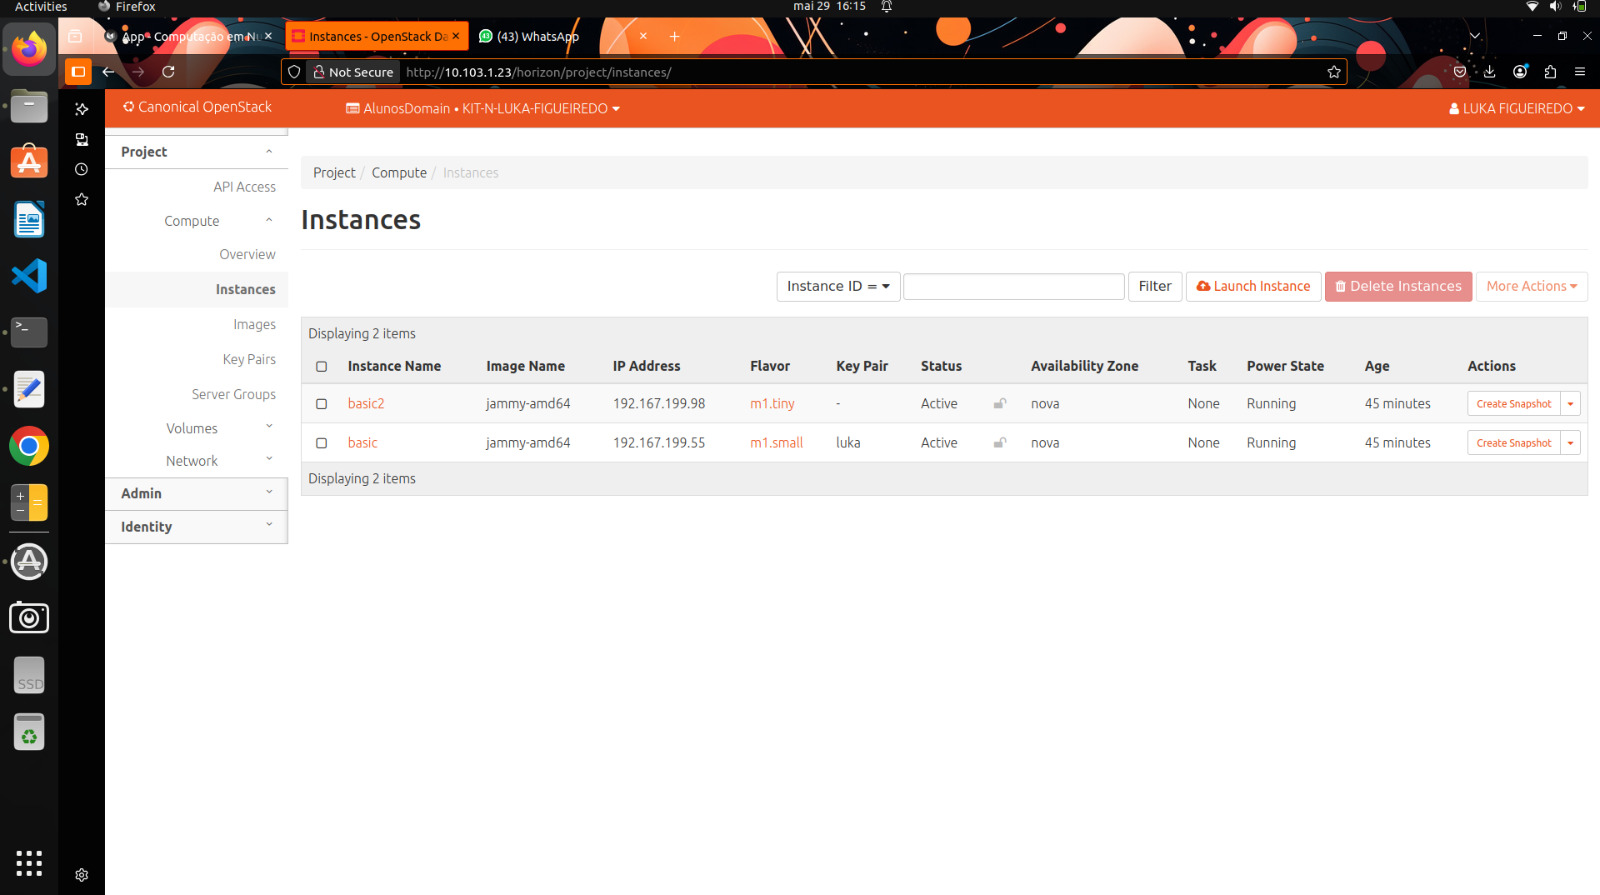 Activities Firefox mai 29 16:15
App - Computação em Nu Instances - OpenStack Da (43) WhatsApp
Not Secure http://10.103.1.23/horizon/project/instances/
Canonical OpenStack AlunosDomain • KIT-N-LUKA-FIGUEIREDO LUKA FIGUEIREDO
Project
API Access
Compute
Overview
Instances
Images
Key Pairs
Server Groups
Volumes
Network
Admin
Identity
Project / Compute / Instances
Instances
Instance ID = Filter Launch Instance Delete Instances More Actions
Displaying 2 items
Instance Name Image Name IP Address Flavor Key Pair Status Availability Zone Task Power State Age Actions
basic2 jammy-amd64 192.167.199.98 m1.tiny - Active nova None Running 45 minutes Create Snapshot
basic jammy-amd64 192.167.199.55 m1.small luka Active nova None Running 45 minutes Create Snapshot
Displaying 2 items
SSD